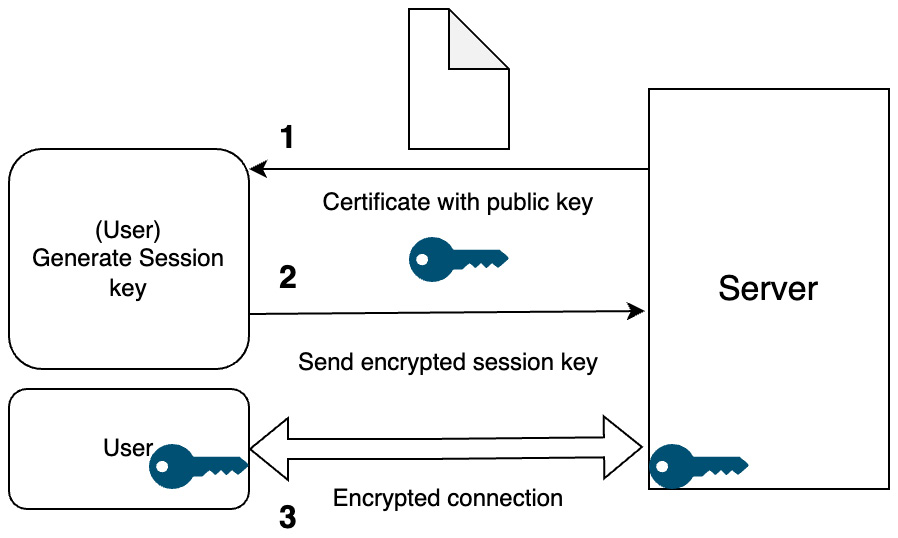 1
Certificate with public key
(User)
Generate Session
key
2
Server
Send encrypted session key
User
Encrypted connection
3